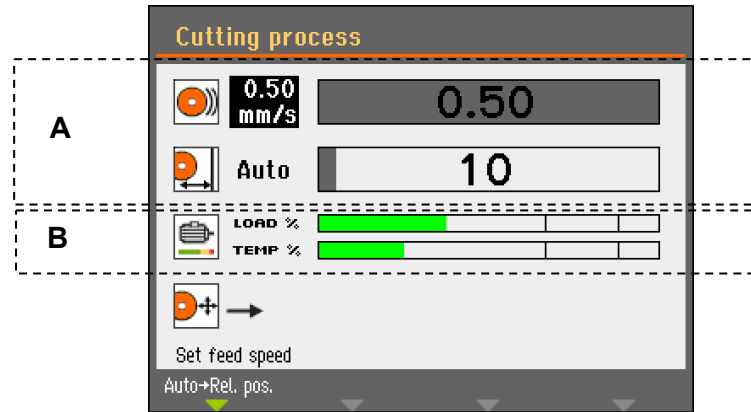 Cutting process
A
0.50
mm/s
0.50
Auto
10
B
LOAD %
TEMP %
→
Set feed speed
Auto→Rel. pos.